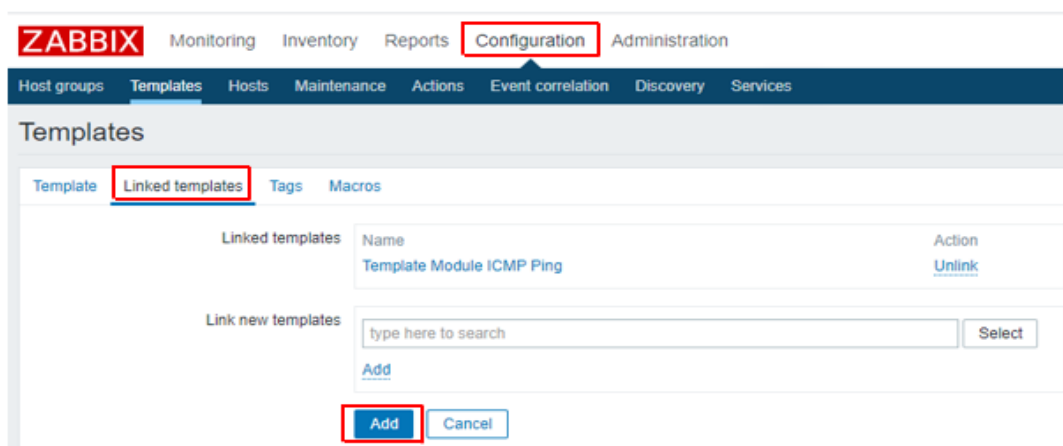 ZABBIX Monitoring Inventory Reports Configuration Administration
Host groups Templates Hosts Maintenance Actions Event correlation Discovery Services
Templates
Template Linked templates Tags Macros
Linked templates Name Action
Template Module ICMP Ping Unlink
Link new templates type here to search Select
Add
Add Cancel